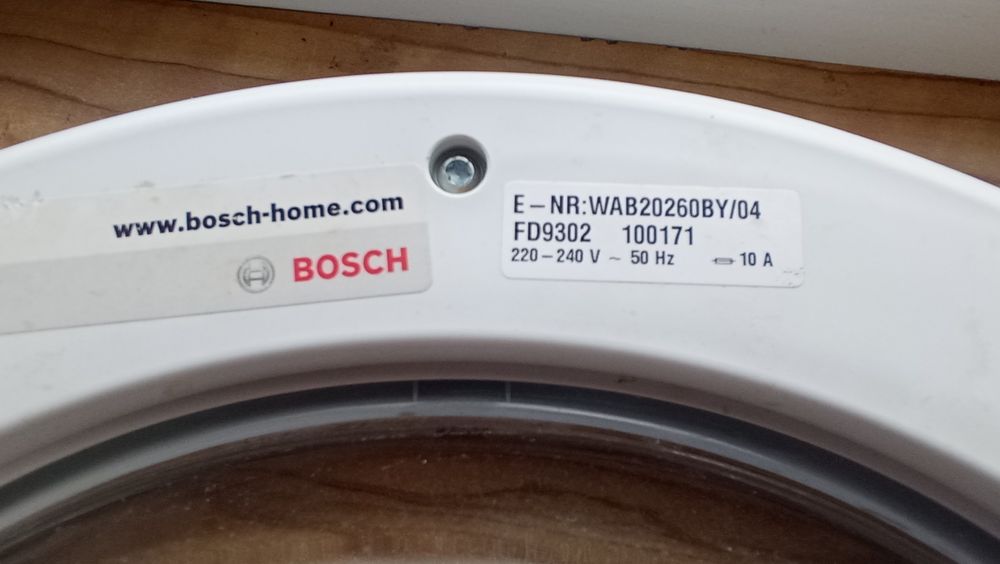 www.bosch-home.com
BOSCH
E-NR:WAB20260BY/04
FD9302 100171
220-240 V ~ 50 Hz 10 A